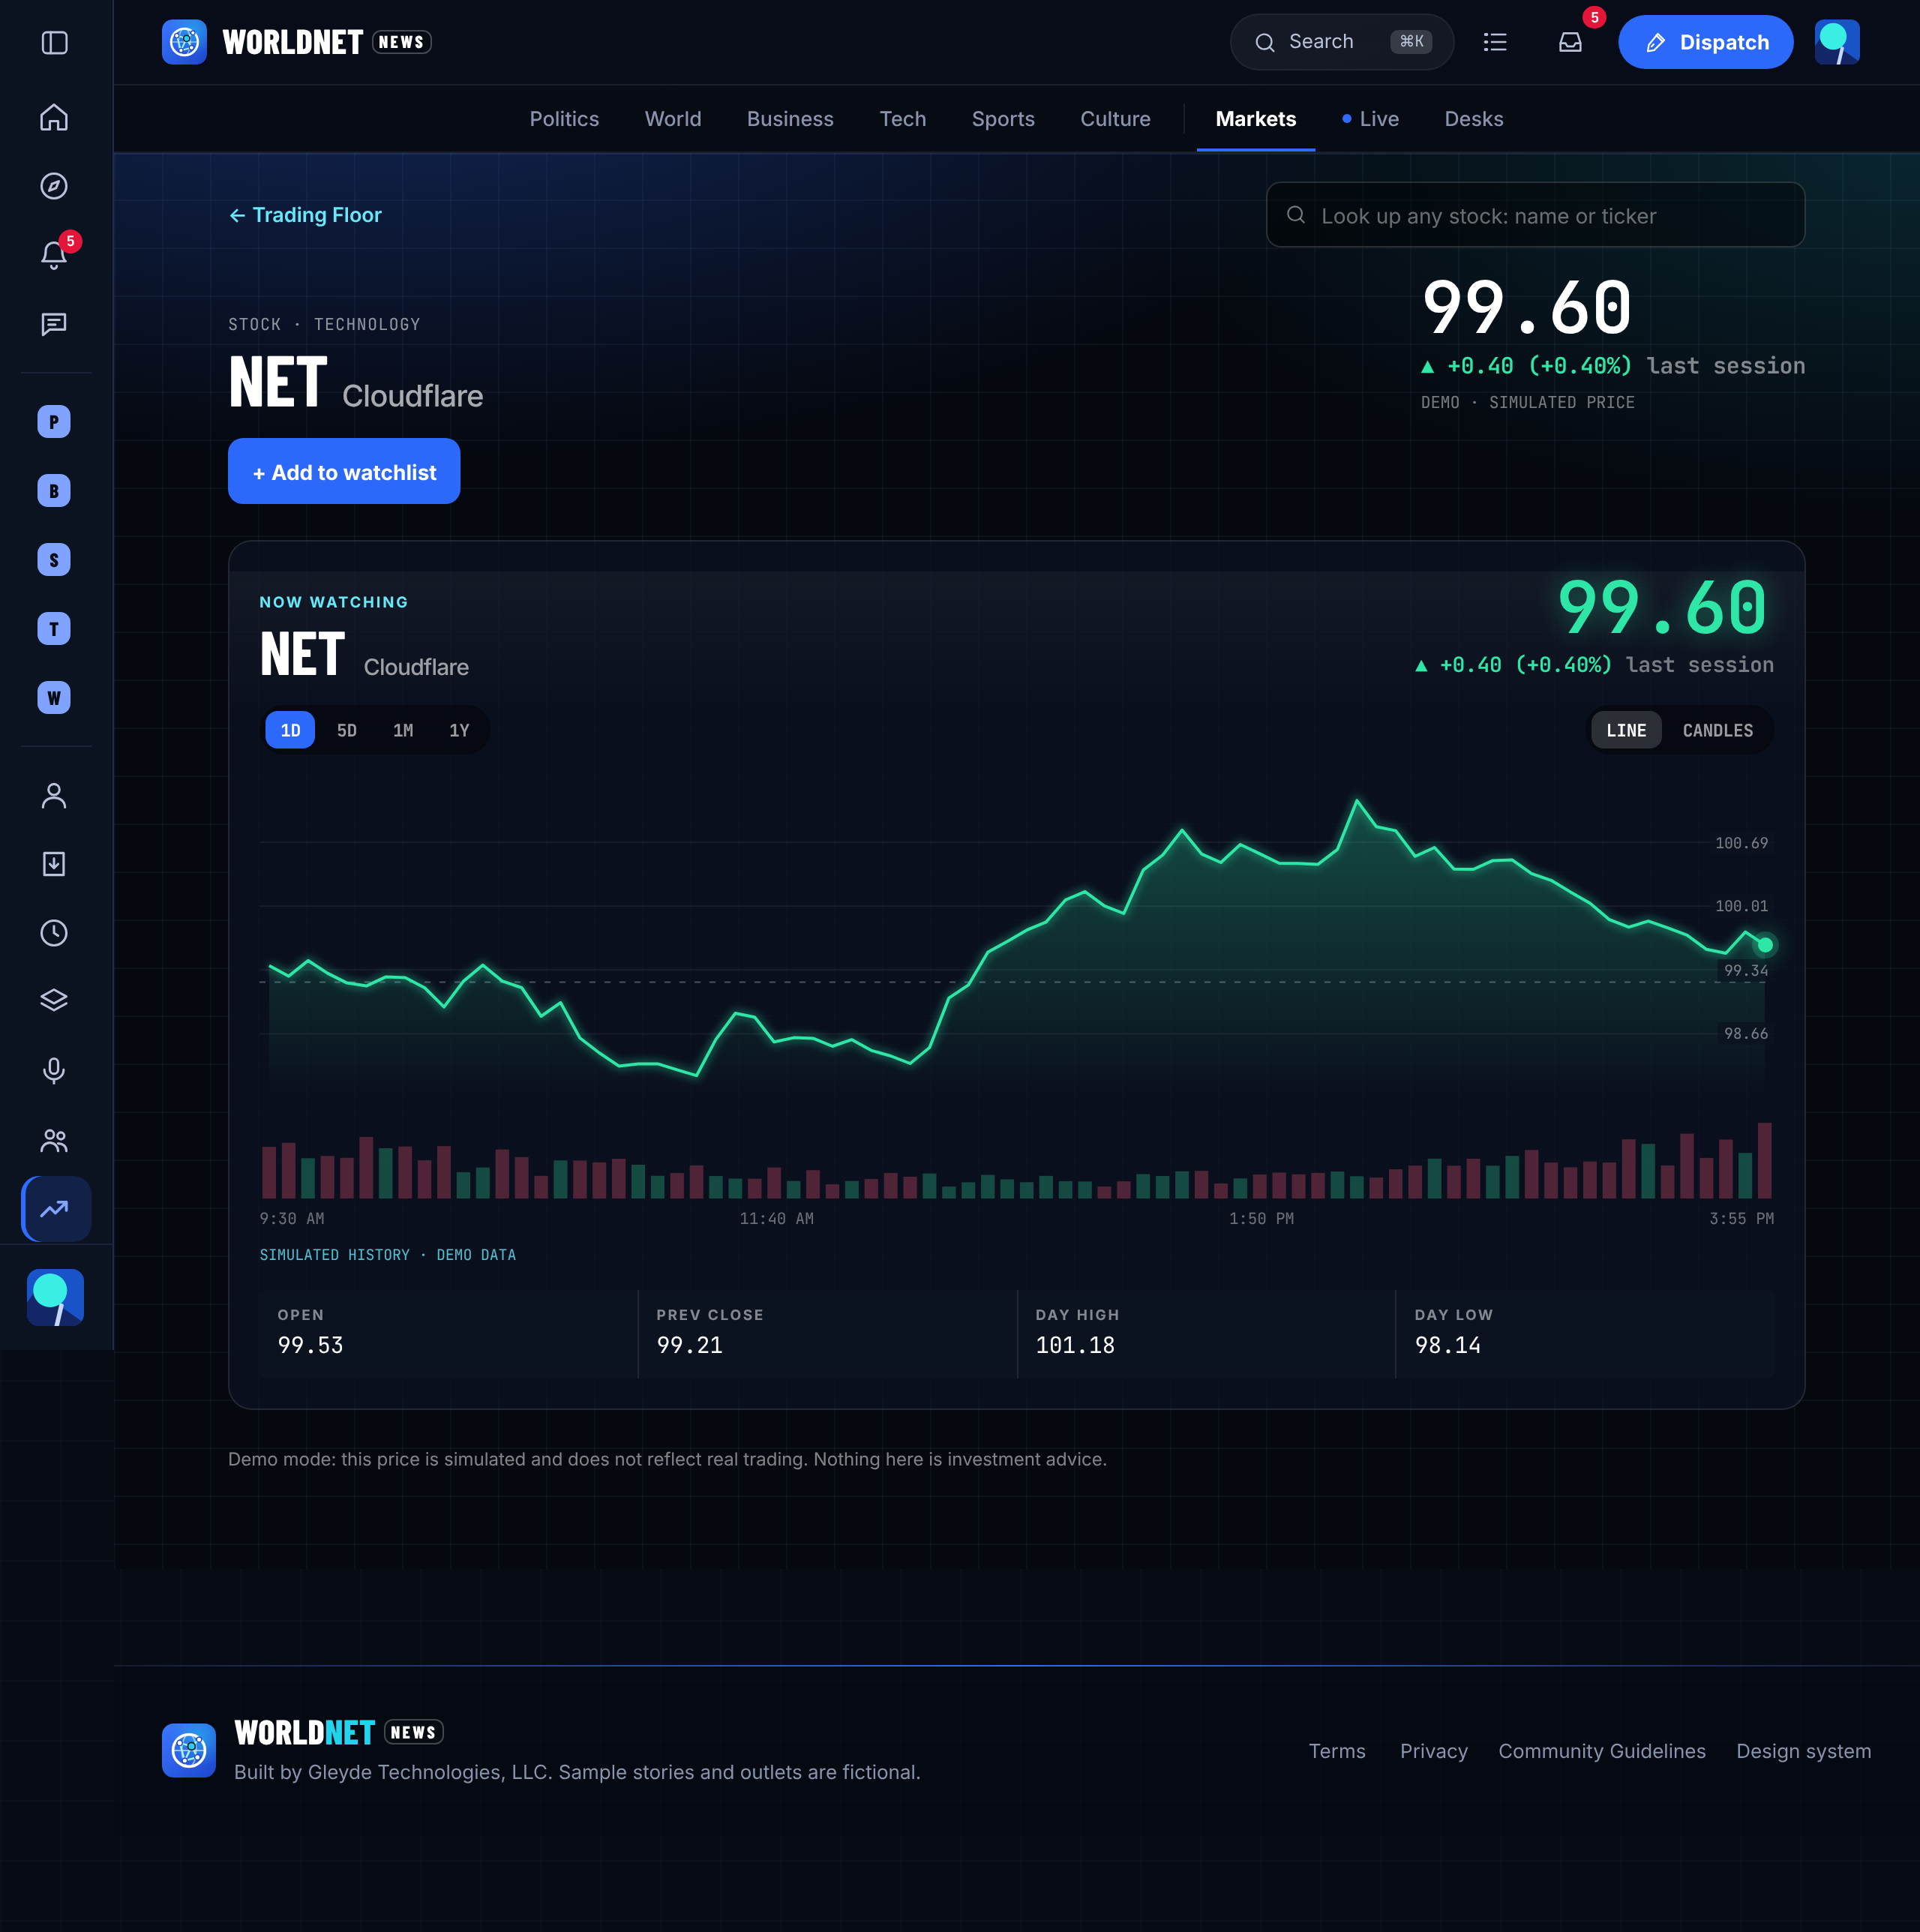 WORLDNET NEWS
Search ⌘K
5
Dispatch
Politics World Business Tech Sports Culture Markets Live Desks
← Trading Floor
Look up any stock: name or ticker
5
STOCK · TECHNOLOGY
NET Cloudflare
99.60
▲ +0.40 (+0.40%) last session
DEMO · SIMULATED PRICE
+ Add to watchlist
P
B
S
T
W
NOW WATCHING
NET Cloudflare
99.60
▲ +0.40 (+0.40%) last session
1D 5D 1M 1Y
LINE CANDLES
100.69
100.01
99.34
98.66
9:30 AM 11:40 AM 1:50 PM 3:55 PM
SIMULATED HISTORY · DEMO DATA
OPEN PREV CLOSE DAY HIGH DAY LOW
99.53 99.21 101.18 98.14
Demo mode: this price is simulated and does not reflect real trading. Nothing here is investment advice.
WORLDNET NEWS
Built by Gleyde Technologies, LLC. Sample stories and outlets are fictional.
Terms Privacy Community Guidelines Design system